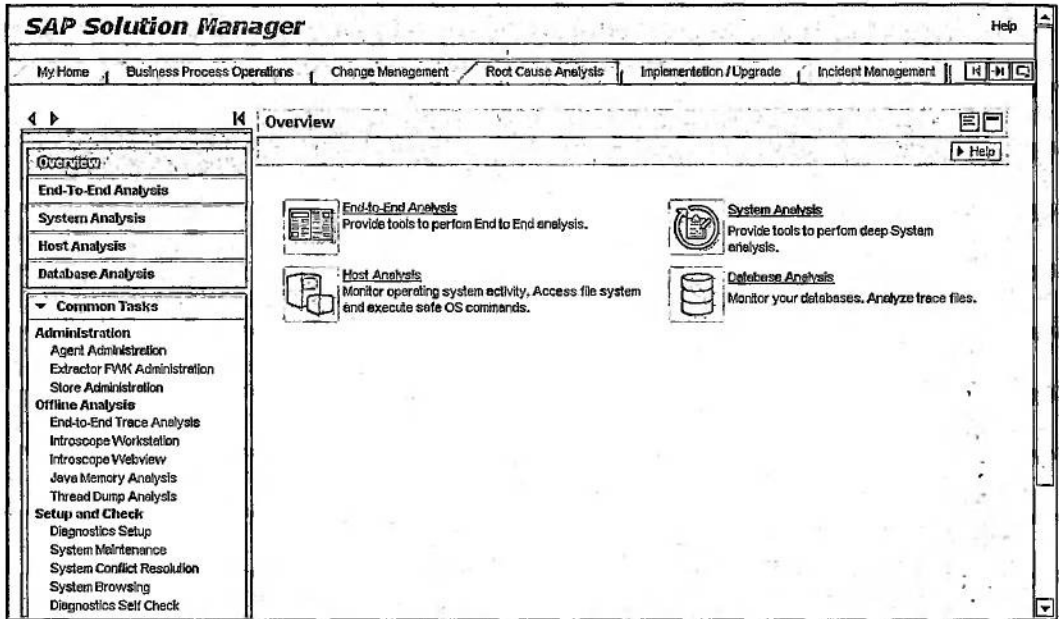 SAP Solution Manager
Help
My Home
Business Process Operations
Change Management
Root Cause Analysis
Implementation / Upgrade
Incident Management
Overview
Help
Overview
End-To-End Analysis
System Analysis
Host Analysis
Database Analysis
Common Tasks
Administration
Agent Administration
Extractor FWK Administration
Store Administration
Offline Analysis
End-to-End Trace Analysis
Introscope Workstation
Introscope Webview
Java Memory Analysis
Thread Dump Analysis
Setup and Check
Diagnostics Setup
System Maintenance
System Conflict Resolution
System Browsing
Diagnostics Self Check
End-to-End Analysis
Provide tools to perfom End to End analysis.
System Analysis
Provide tools to perfom deep System
analysis.
Host Analysis
Monitor operating system activity, Access file system
and execute safe OS commands.
Database Analysis
Monitor your databases. Analyze trace files.